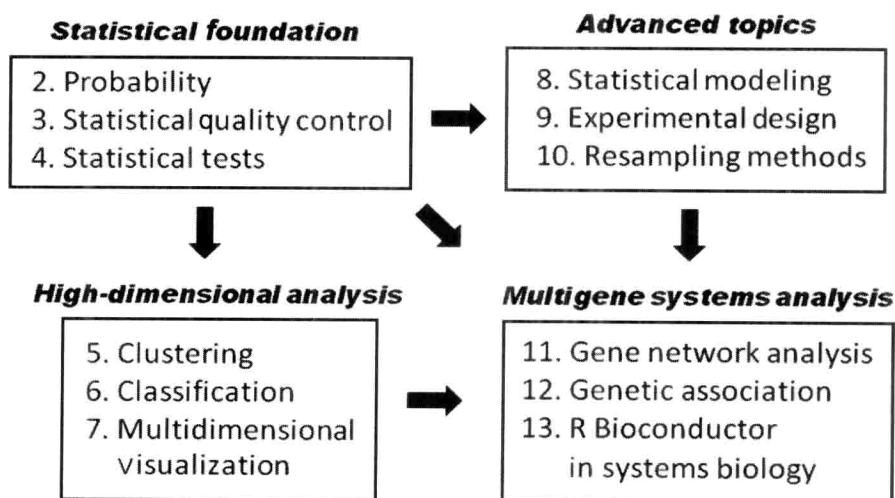 Statistical foundation
2. Probability
3. Statistical quality control
4. Statistical tests
Advanced topics
8. Statistical modeling
9. Experimental design
10. Resampling methods
High-dimensional analysis
5. Clustering
6. Classification
7. Multidimensional
visualization
Multigene systems analysis
11. Gene network analysis
12. Genetic association
13. R Bioconductor
in systems biology